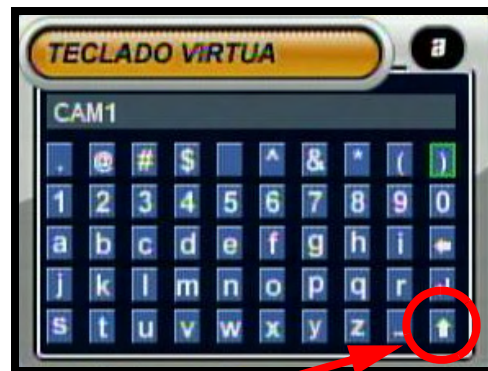 TECLADO VIRTUA
a
CAM1
. @ # $ ^ & * ( )
1 2 3 4 5 6 7 8 9 0
a b c d e f g h i
j k l m n o p q r
s t u v w x y z